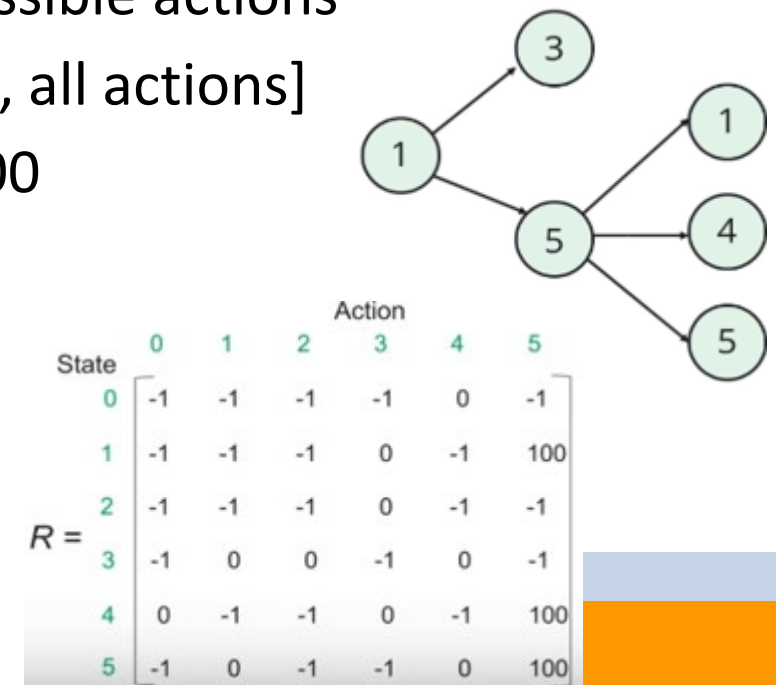 actions
, all actions]
3
1
1
5
4
5
Action
0 1 2 3 4 5
State
0 -1 -1 -1 -1 0 -1
1 -1 -1 -1 0 -1 100
2 -1 -1 -1 0 -1 -1
R =
3 -1 0 0 -1 0 -1
4 0 -1 -1 0 -1 100
5 -1 0 -1 -1 0 100